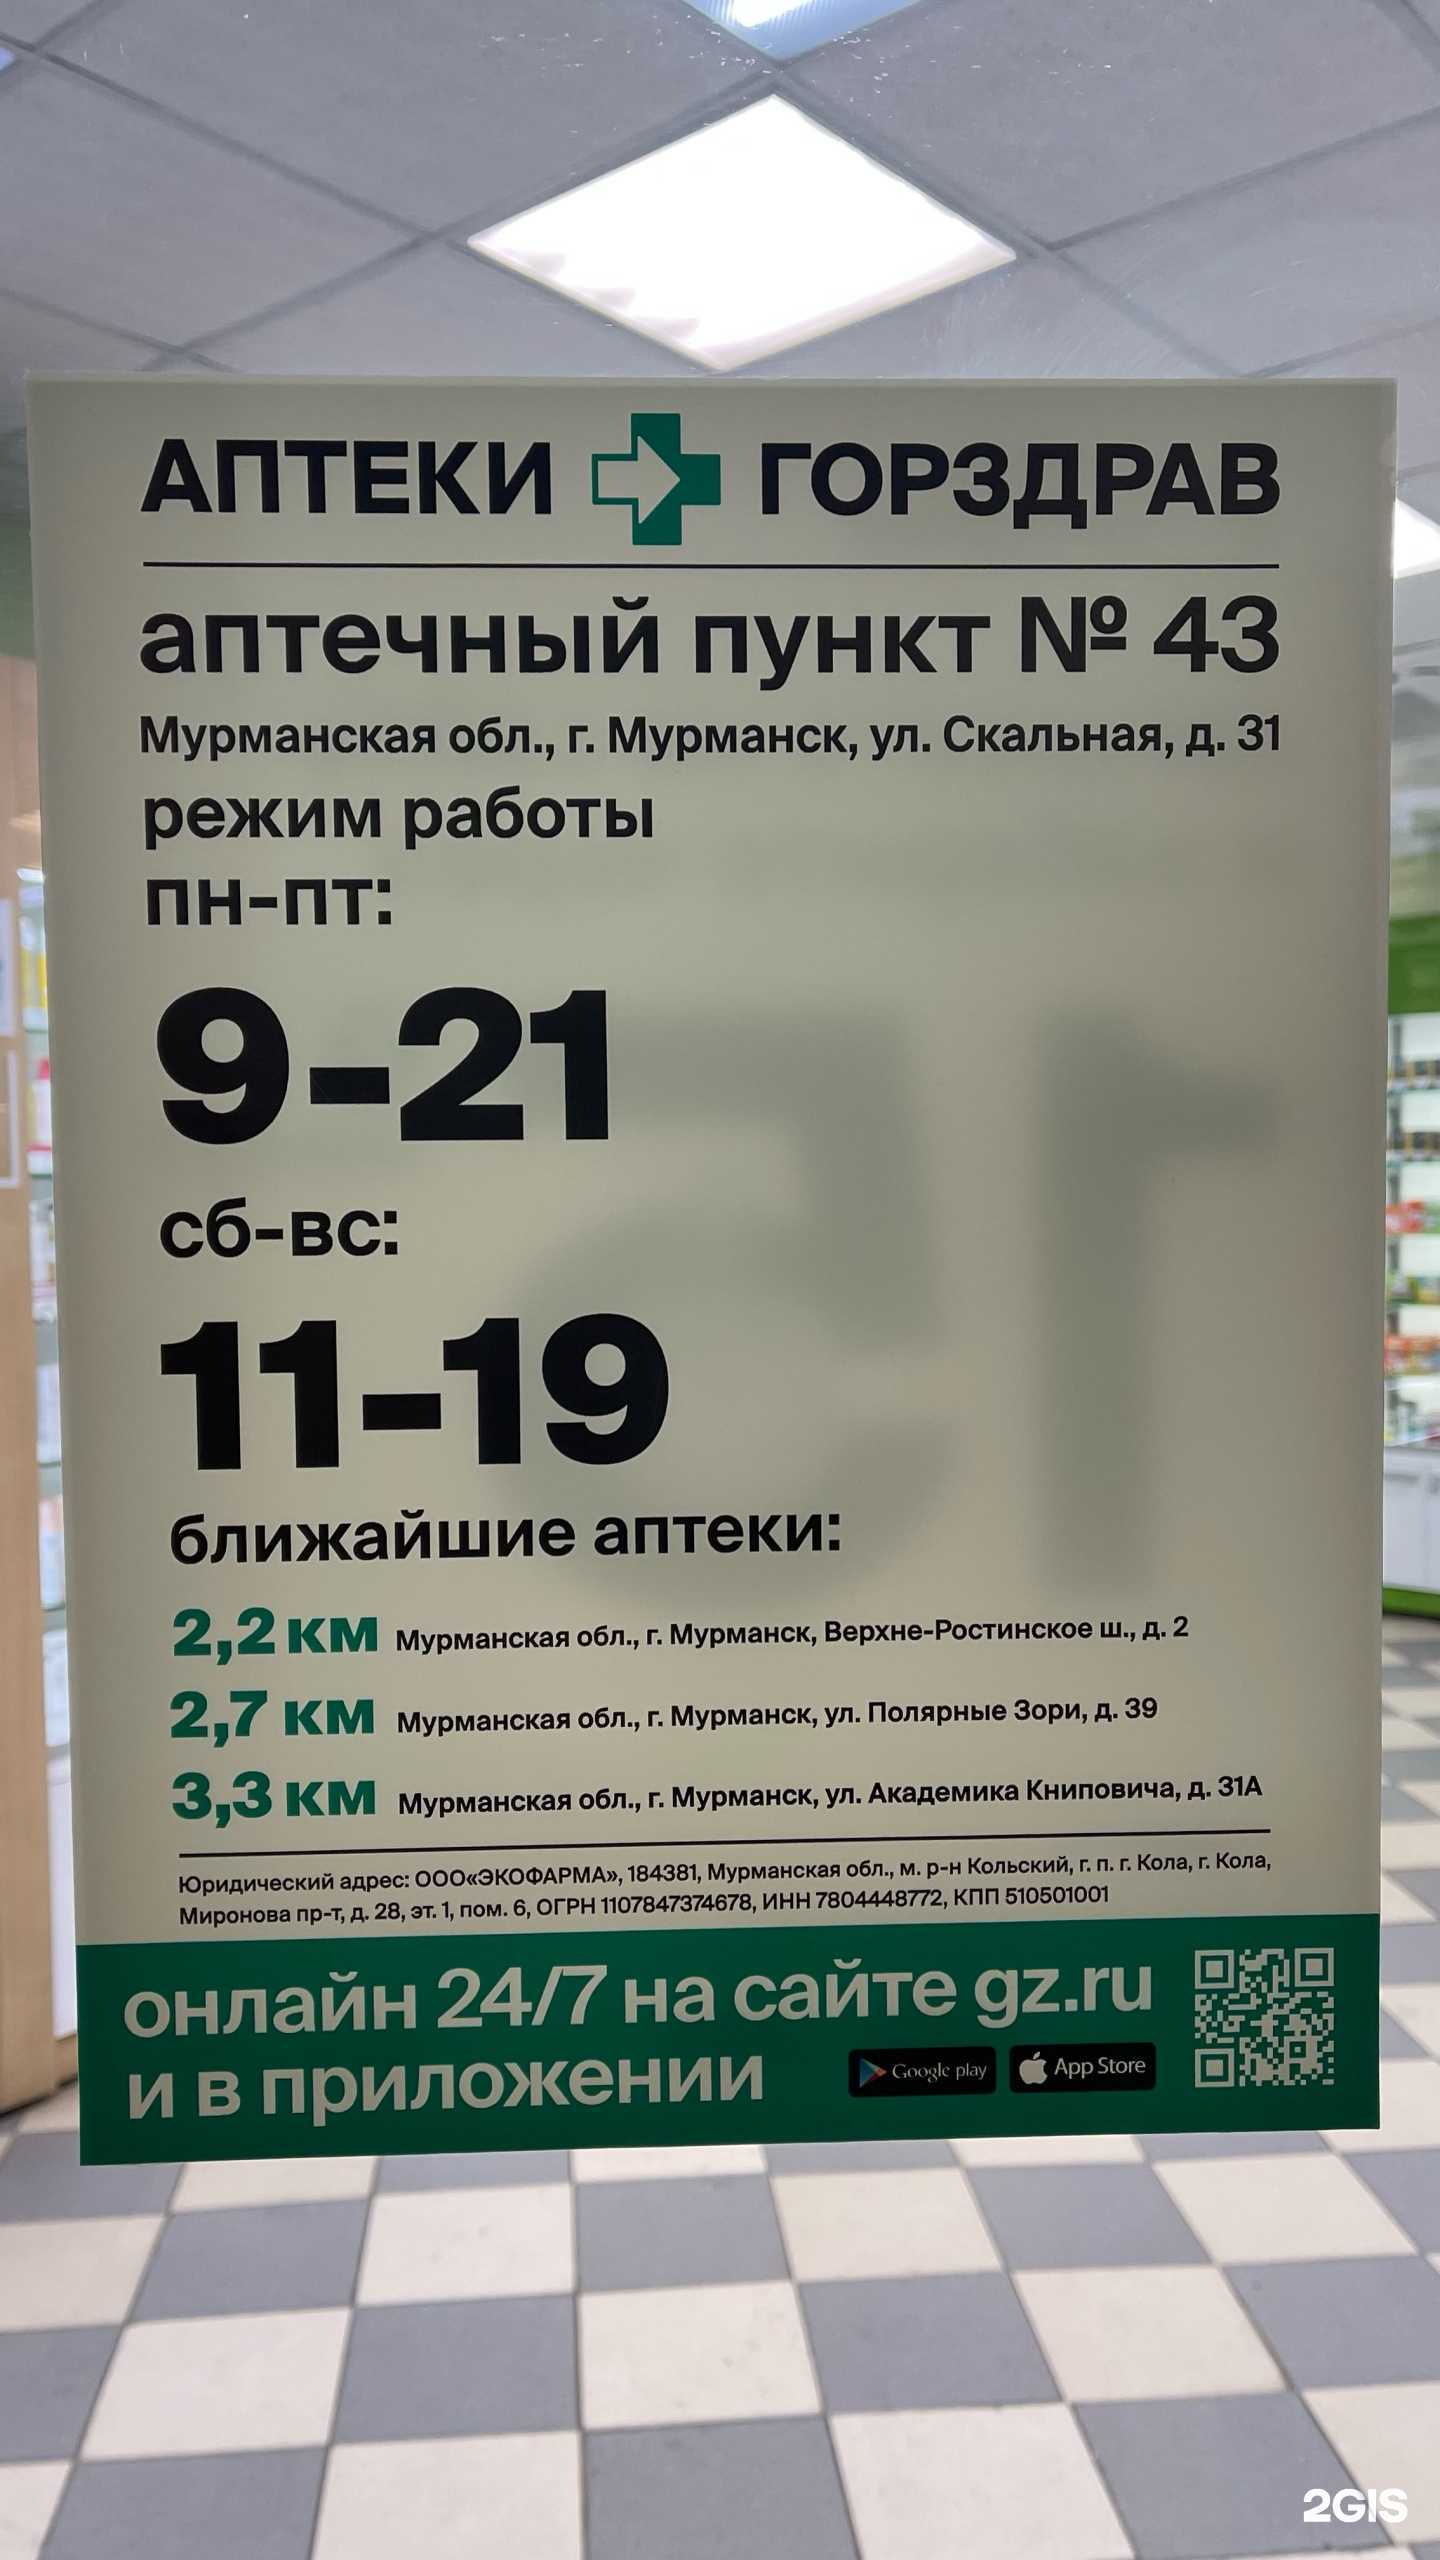 АПТЕКИ ГОРЗДРАВ
аптечный пункт № 43
Мурманская обл., г. Мурманск, ул. Скальная, д. 31
режим работы
пн-пт:
9-21
сб-вс:
11-19
ближайшие аптеки:
2,2 км Мурманская обл., г. Мурманск, Верхне-Ростинское ш., д. 2
2,7 км Мурманская обл., г. Мурманск, ул. Полярные Зори, д. 39
3,3 км Мурманская обл., г. Мурманск, ул. Академика Книповича, д. 31А
Юридический адрес: ООО«ЭКОФАРМА», 184381, Мурманская обл., м. р-н Кольский, г. п. г. Кола, г. Кола,
Миронова пр-т, д. 28, эт. 1, пом. 6, ОГРН 1107847374678, ИНН 7804448772, КПП 510501001
онлайн 24/7 на сайте gz.ru
и в приложении
Google play App Store
2GIS